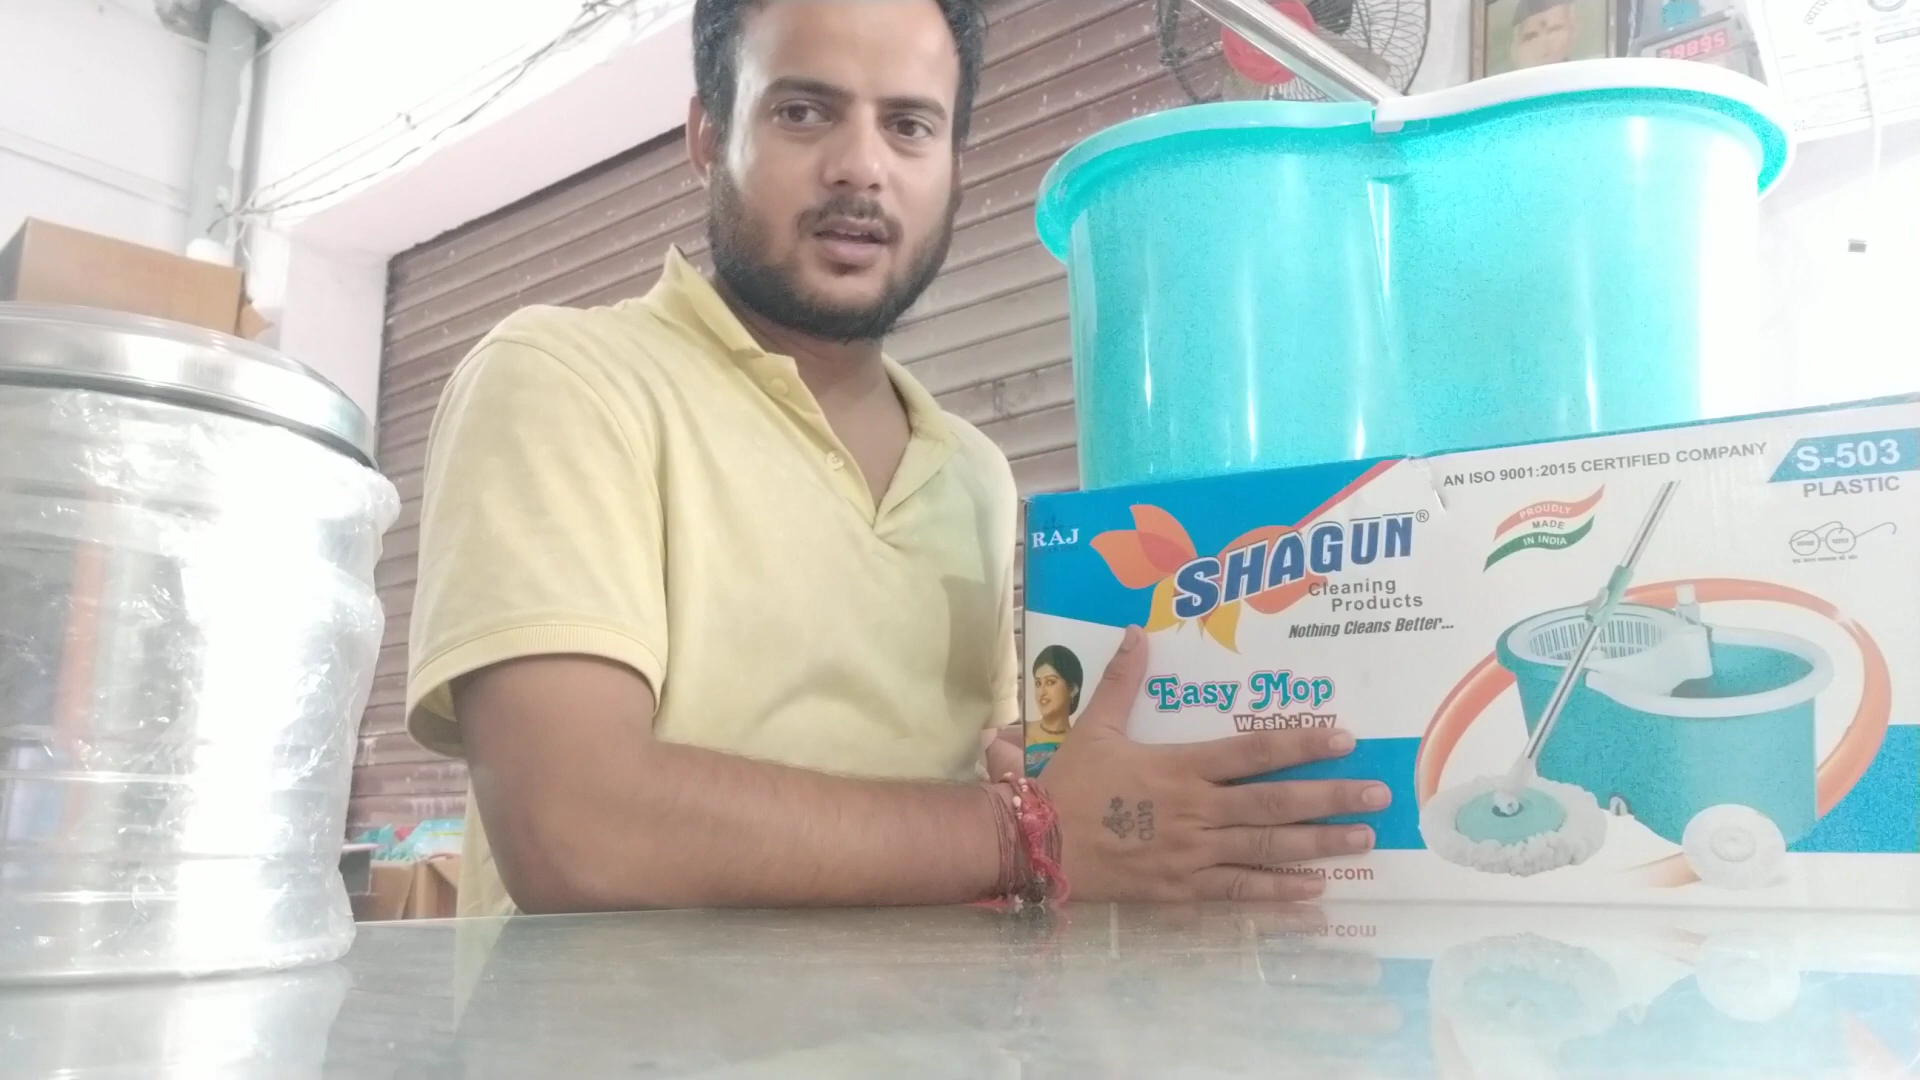 RAJ
SHAGUN®
Cleaning
Products
Nothing Cleans Better...
Easy Mop
Wash+Dry
AN ISO 9001:2015 CERTIFIED COMPANY
S-503
PLASTIC
PROUDLY
MADE
IN INDIA
.com